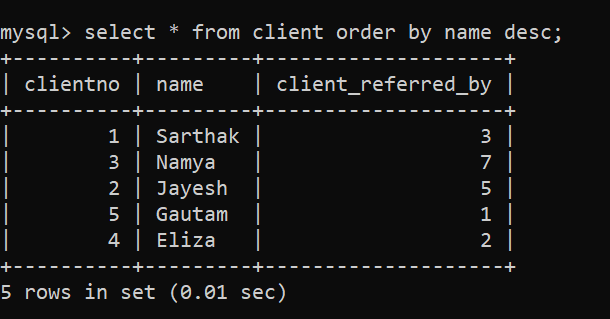 mysql> select * from client order by name desc;
+----------+---------+--------------------+
| clientno | name    | client_referred_by |
+----------+---------+--------------------+
|        1 | Sarthak |                  3 |
|        3 | Namya   |                  7 |
|        2 | Jayesh  |                  5 |
|        5 | Gautam  |                  1 |
|        4 | Eliza   |                  2 |
+----------+---------+--------------------+
5 rows in set (0.01 sec)